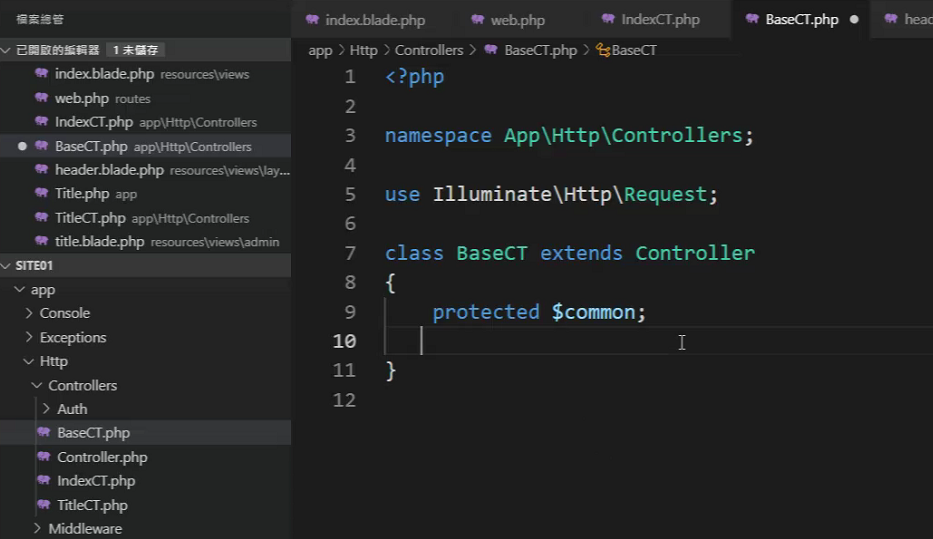 檔案總管
已開啟的編輯器 1 未儲存
index.blade.php resources\views
web.php routes
IndexCT.php app\Http\Controllers
BaseCT.php app\Http\Controllers
header.blade.php resources\views\lay...
Title.php app
TitleCT.php app\Http\Controllers
title.blade.php resources\views\admin
SITE01
app
Console
Exceptions
Http
Controllers
Auth
BaseCT.php
Controller.php
IndexCT.php
TitleCT.php
Middleware
index.blade.php web.php IndexCT.php BaseCT.php head
app > Http > Controllers > BaseCT.php > BaseCT
1 <?php
2
3 namespace App\Http\Controllers;
4
5 use Illuminate\Http\Request;
6
7 class BaseCT extends Controller
8 {
9 protected $common;
10
11 }
12